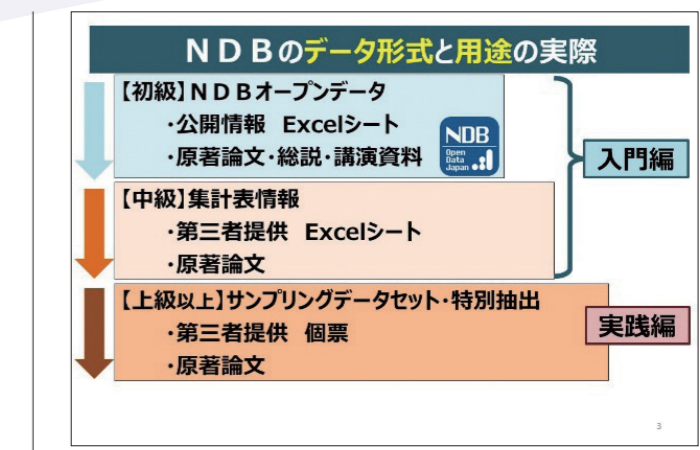 ＮＤＢのデータ形式と用途の実際
【初級】ＮＤＢオープンデータ
・公開情報　Excelシート
・原著論文・総説・講演資料
NDB
Open
Data
Japan
入門編
【中級】集計表情報
・第三者提供　Excelシート
・原著論文
【上級以上】サンプリングデータセット・特別抽出
・第三者提供　個票
・原著論文
実践編
3